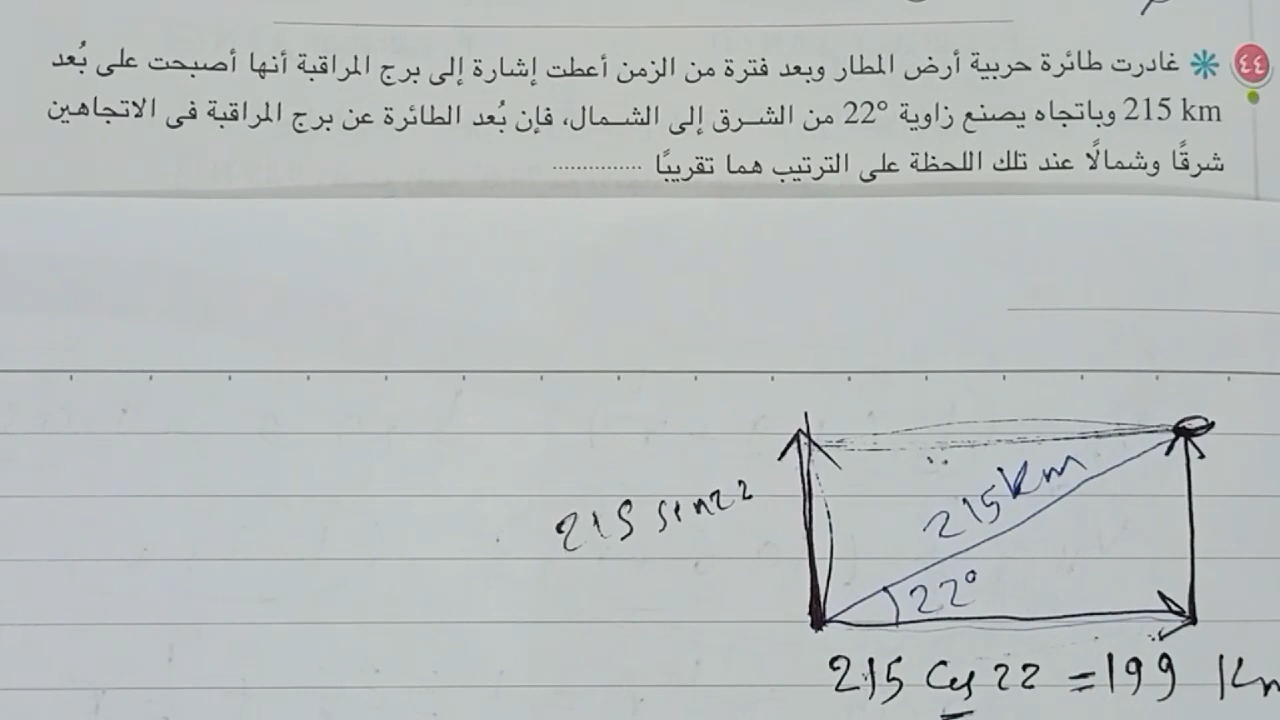 ٤٤ * غادرت طائرة حربية أرض المطار وبعد فترة من الزمن أعطت إشارة إلى برج المراقبة أنها أصبحت على بُعد
215 km وباتجاه يصنع زاوية 22° من الشرق إلى الشمال، فإن بُعد الطائرة عن برج المراقبة فى الاتجاهين
شرقًا وشمالًا عند تلك اللحظة على الترتيب هما تقريبًا ...............
215 km
215 sin 22
22°
215 cos 22 = 199 Km